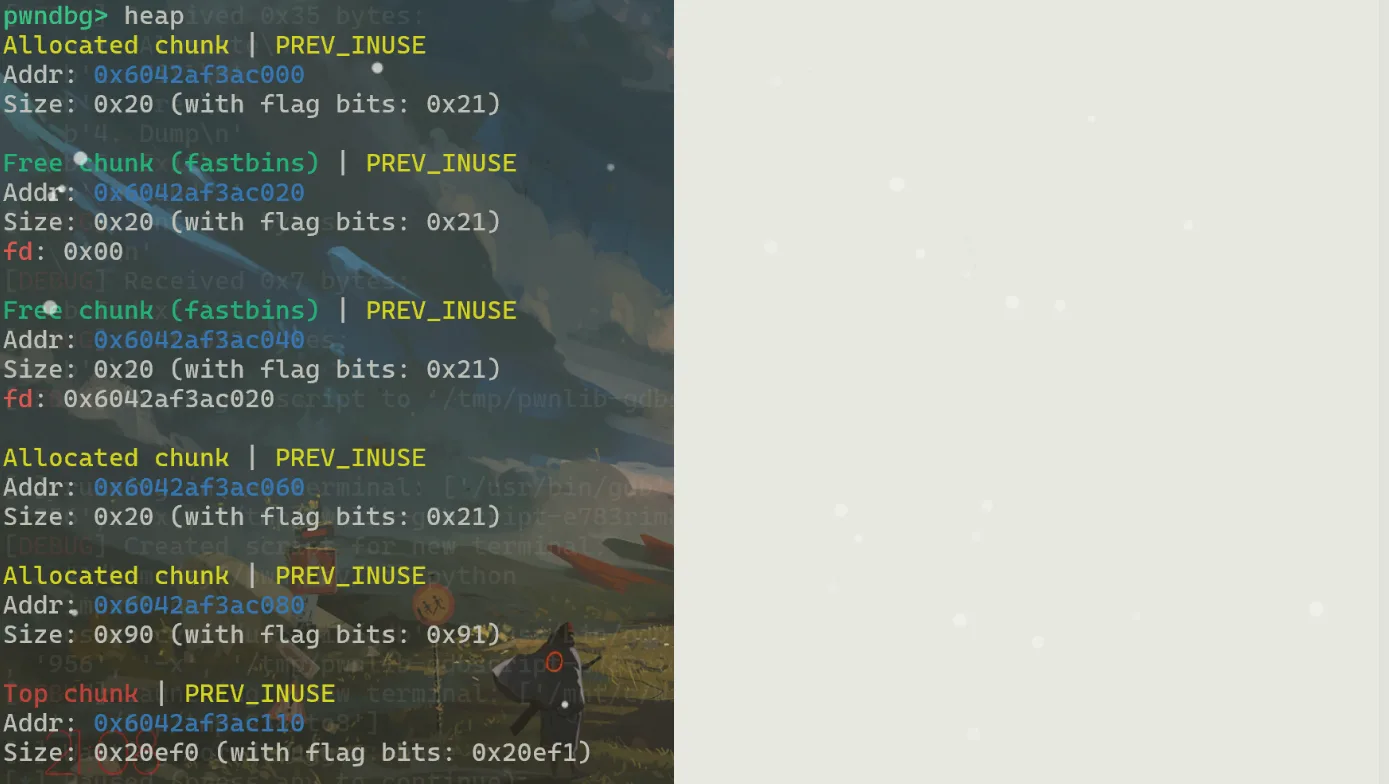 pwndbg> heap
Allocated chunk | PREV_INUSE
Addr: 0x6042af3ac000
Size: 0x20 (with flag bits: 0x21)
Free chunk (fastbins) | PREV_INUSE
Addr: 0x6042af3ac020
Size: 0x20 (with flag bits: 0x21)
fd: 0x00
Free chunk (fastbins) | PREV_INUSE
Addr: 0x6042af3ac040
Size: 0x20 (with flag bits: 0x21)
fd: 0x6042af3ac020
Allocated chunk | PREV_INUSE
Addr: 0x6042af3ac060
Size: 0x20 (with flag bits: 0x21)
Allocated chunk | PREV_INUSE
Addr: 0x6042af3ac080
Size: 0x90 (with flag bits: 0x91)
Top chunk | PREV_INUSE
Addr: 0x6042af3ac110
Size: 0x20ef0 (with flag bits: 0x20ef1)